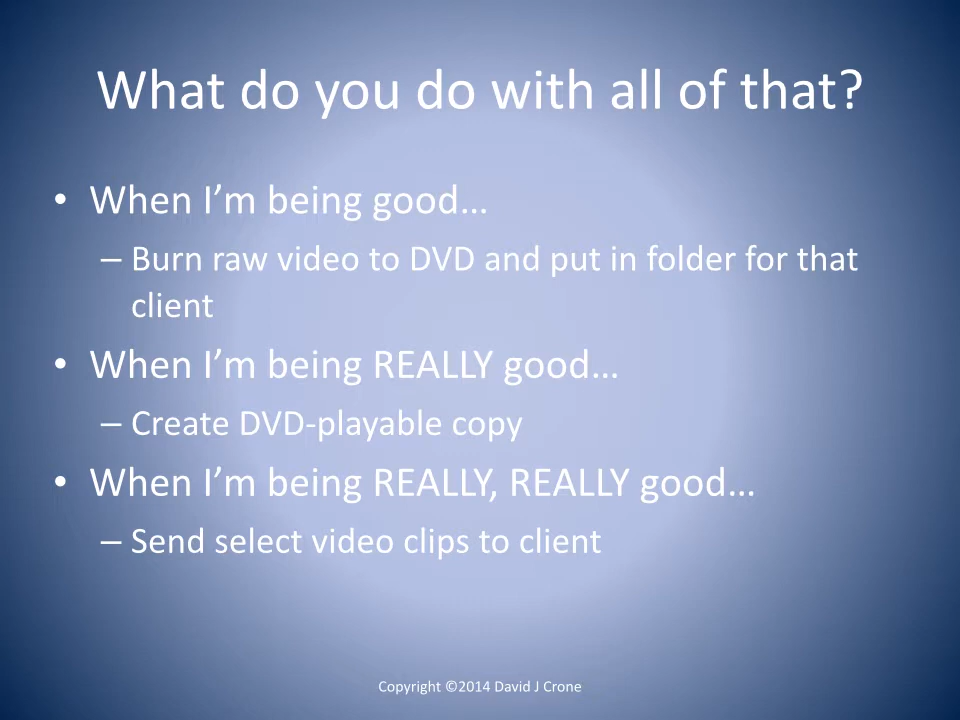 What do you do with all of that?
• When I’m being good…
– Burn raw video to DVD and put in folder for that
client
• When I’m being REALLY good…
– Create DVD-playable copy
• When I’m being REALLY, REALLY good…
– Send select video clips to client
Copyright ©2014 David J Crone